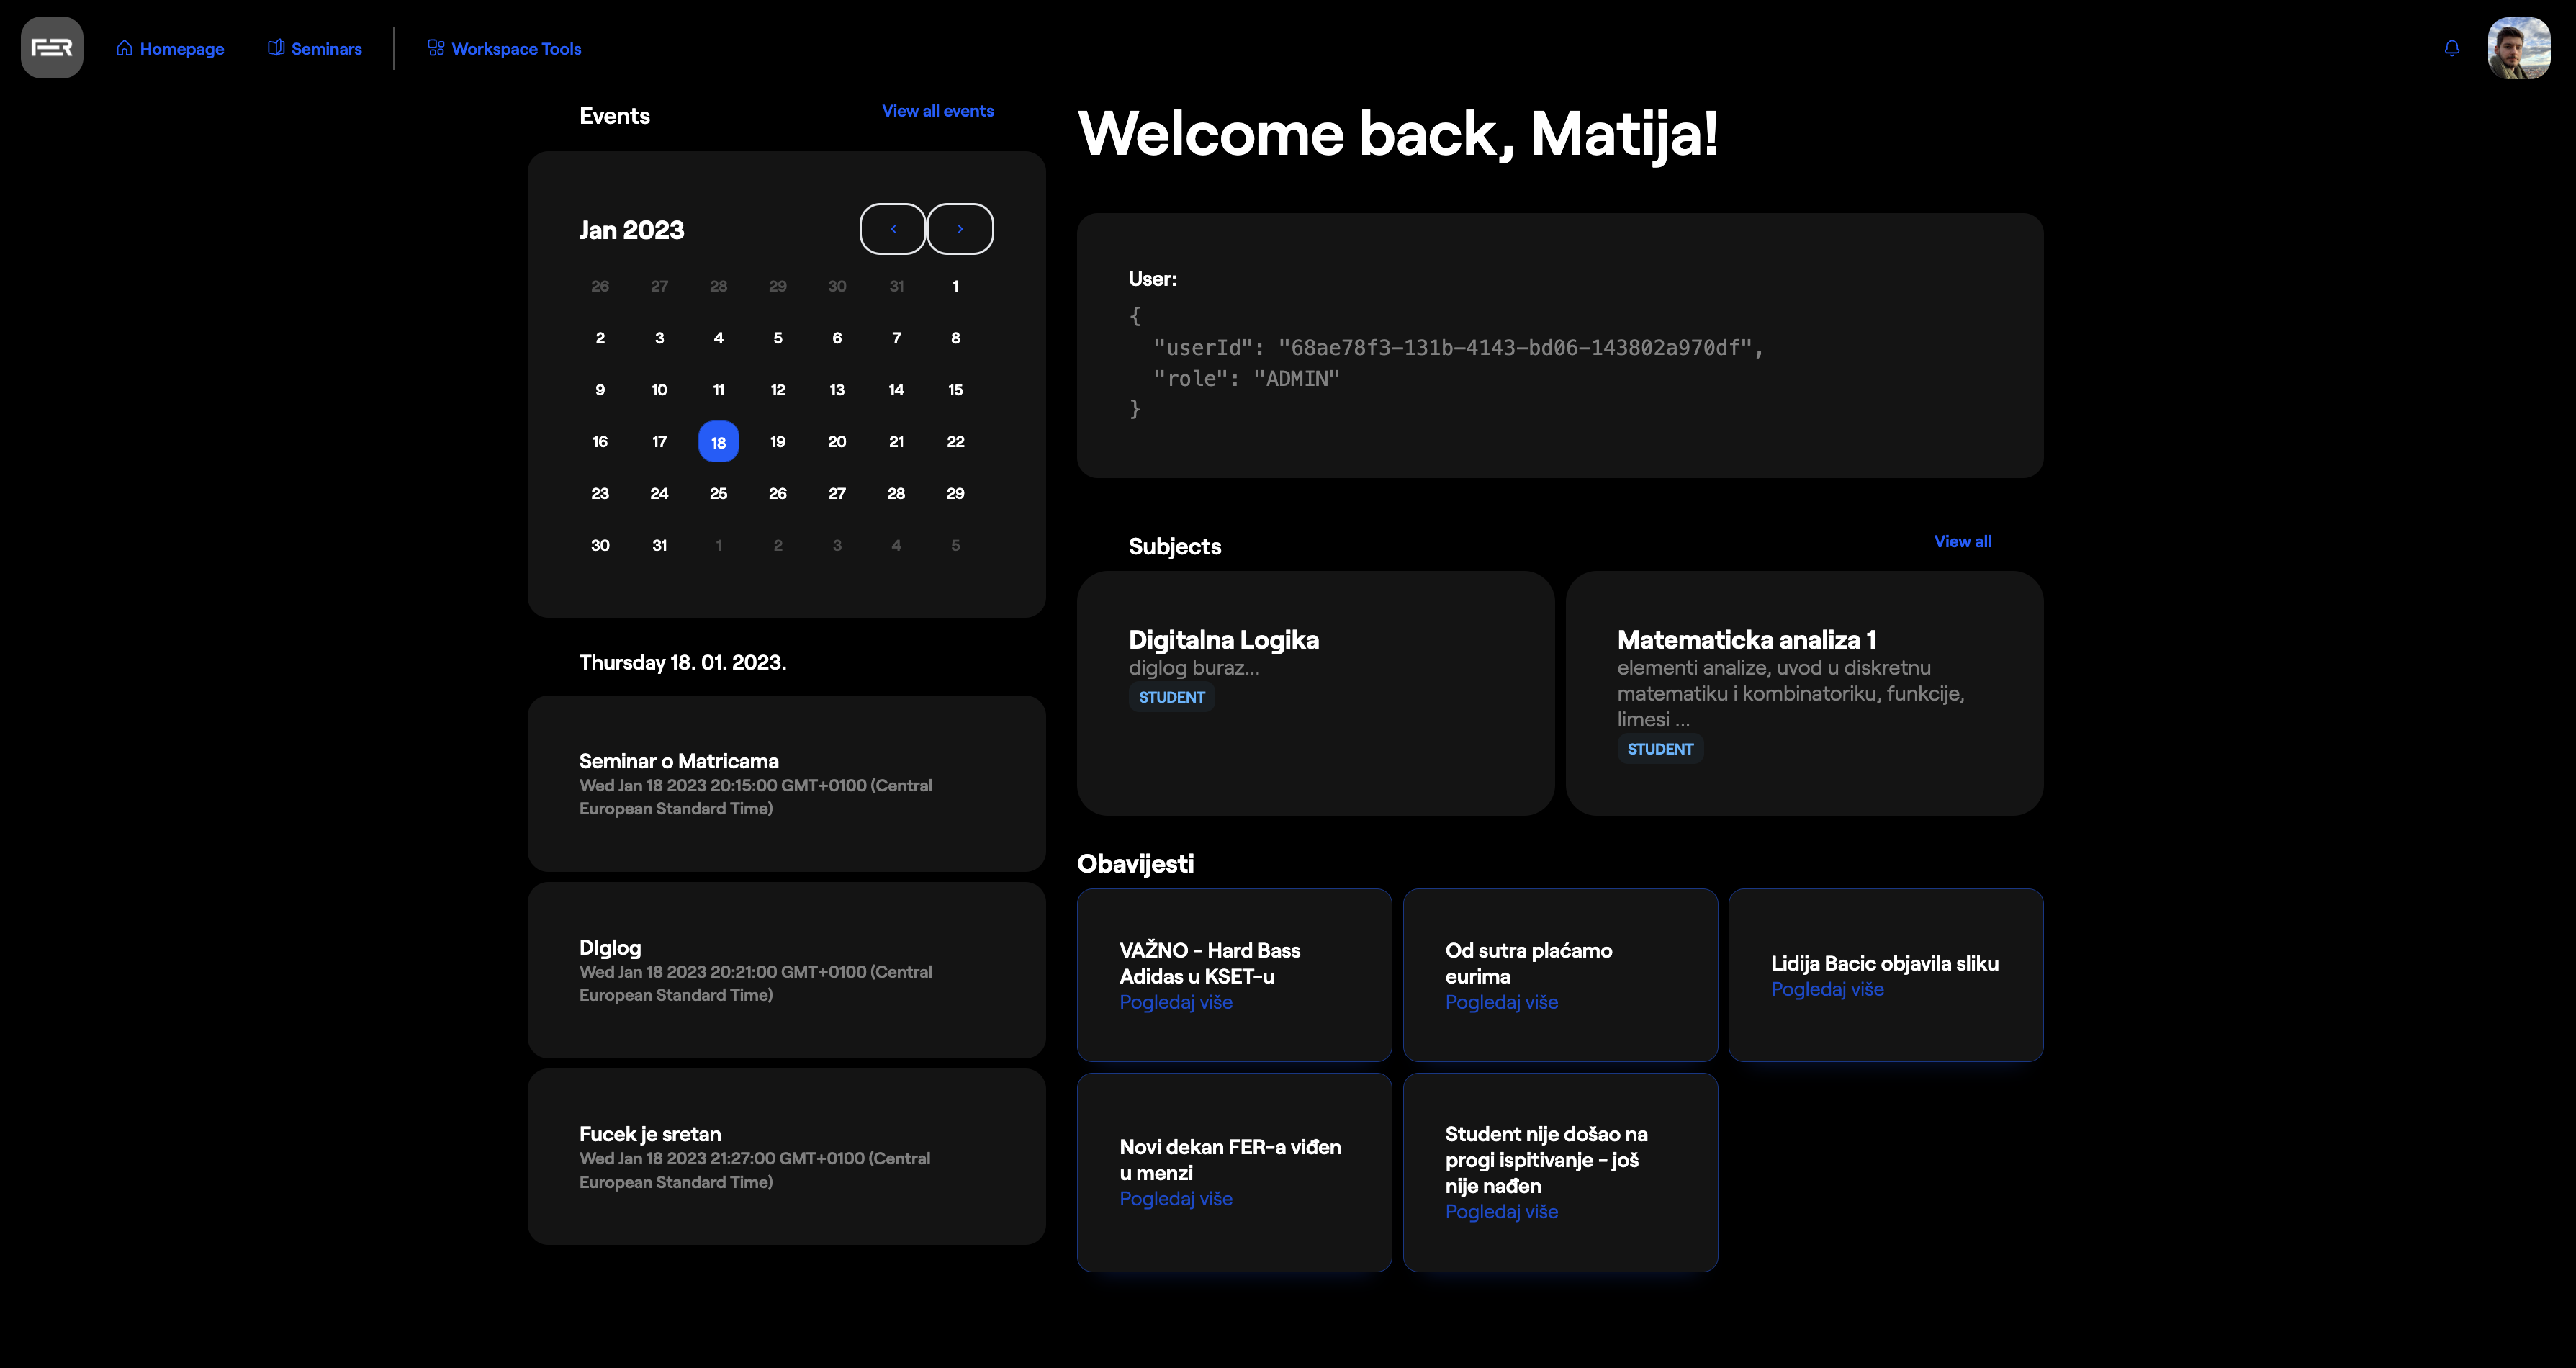 FER
Homepage
Seminars
Workspace Tools
Events
View all events
Jan 2023
26 27 28 29 30 31 1
2 3 4 5 6 7 8
9 10 11 12 13 14 15
16 17 18 19 20 21 22
23 24 25 26 27 28 29
30 31 1 2 3 4 5
Thursday 18. 01. 2023.
Seminar o Matricama
Wed Jan 18 2023 20:15:00 GMT+0100 (Central
European Standard Time)
DIglog
Wed Jan 18 2023 20:21:00 GMT+0100 (Central
European Standard Time)
Fucek je sretan
Wed Jan 18 2023 21:27:00 GMT+0100 (Central
European Standard Time)
Welcome back, Matija!
User:
{
"userId": "68ae78f3-131b-4143-bd06-143802a970df",
"role": "ADMIN"
}
Subjects
View all
Digitalna Logika
diglog buraz...
STUDENT
Matematicka analiza 1
elementi analize, uvod u diskretnu
matematiku i kombinatoriku, funkcije,
limesi ...
STUDENT
Obavijesti
VAŽNO - Hard Bass
Adidas u KSET-u
Pogledaj više
Od sutra plaćamo
eurima
Pogledaj više
Lidija Bacic objavila sliku
Pogledaj više
Novi dekan FER-a viđen
u menzi
Pogledaj više
Student nije došao na
progi ispitivanje - još
nije nađen
Pogledaj više